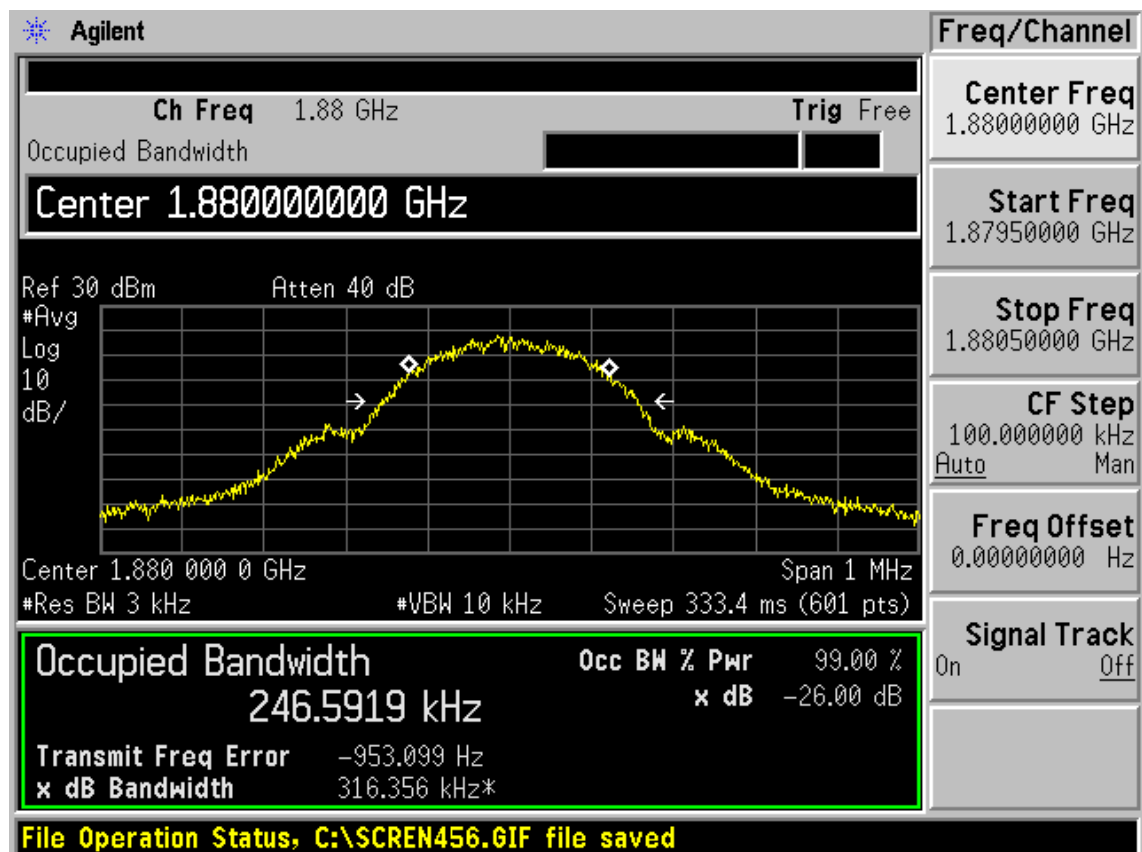 Agilent
Freq/Channel
Ch Freq 1.88 GHz Trig Free
Occupied Bandwidth
Center 1.880000000 GHz
Ref 30 dBm Atten 40 dB
#Avg
Log
10
dB/
Center 1.880 000 0 GHz Span 1 MHz
#Res BW 3 kHz #VBW 10 kHz Sweep 333.4 ms (601 pts)
Occupied Bandwidth
246.5919 kHz
Occ BW % Pwr 99.00 %
x dB -26.00 dB
Transmit Freq Error -953.099 Hz
x dB Bandwidth 316.356 kHz*
Center Freq
1.88000000 GHz
Start Freq
1.87950000 GHz
Stop Freq
1.88050000 GHz
CF Step
100.000000 kHz
Auto Man
Freq Offset
0.00000000 Hz
Signal Track
On Off
File Operation Status, C:\SCREN456.GIF file saved